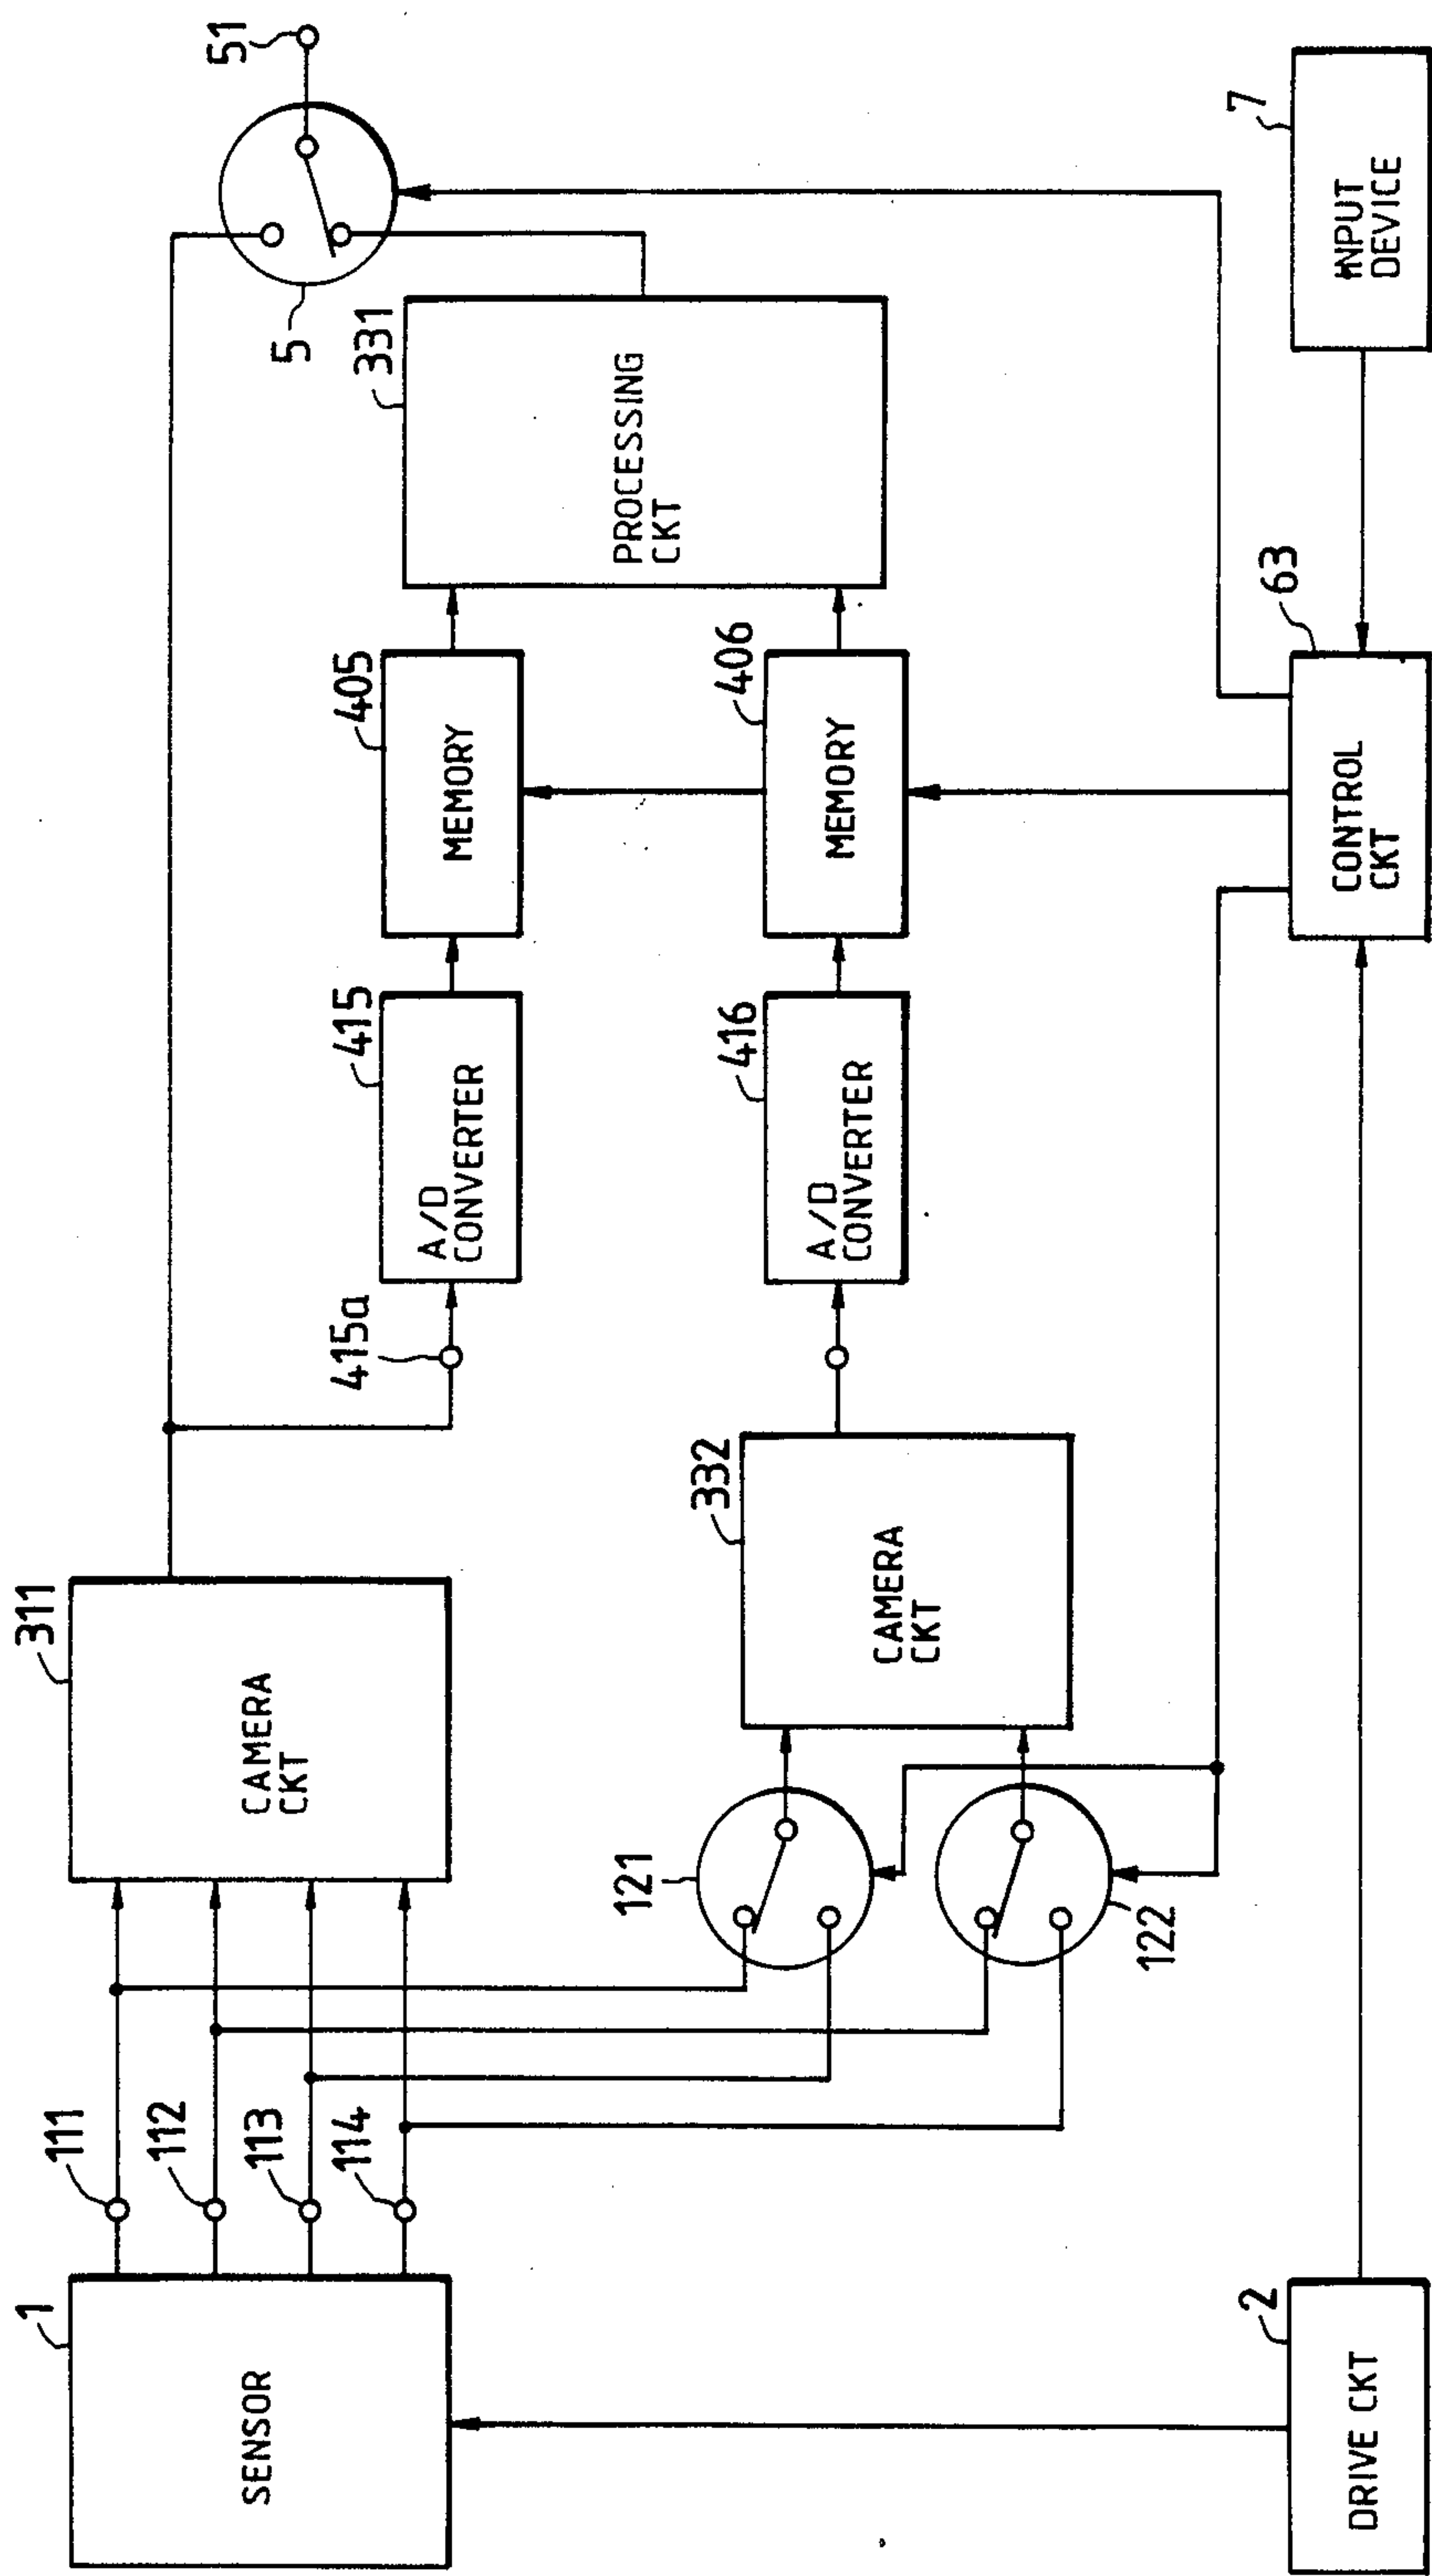 1
SENSOR
111
112
113
114
311
CAMERA
CKT
415a
415
A/D
CONVERTER
405
MEMORY
331
PROCESSING
CKT
5
51
121
122
332
CAMERA
CKT
416
A/D
CONVERTER
406
MEMORY
2
DRIVE CKT
63
CONTROL
CKT
7
INPUT
DEVICE